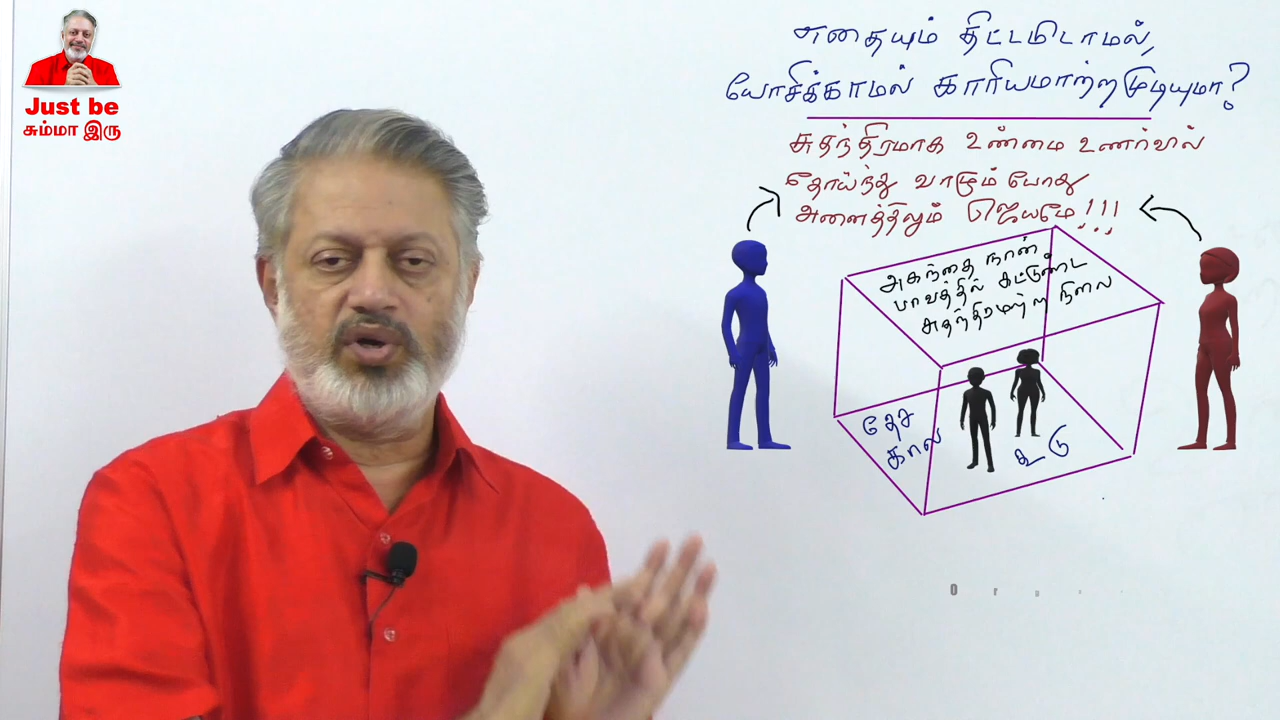 Just be
சும்மா இரு
எதையும் திட்டமிடாமல்,
யோசிக்காமல் காரியமாற்றமுடியுமா?
சுதந்திரமாக உண்மை உணர்வால்
தோய்ந்து வாழும் போது
அனைத்திலும் ஜெயமே!!!
அகந்தை நான்
பாவத்தில் கட்டுண்ட
சுதந்திரமற்ற நிலை
தேச
கால
கூடு